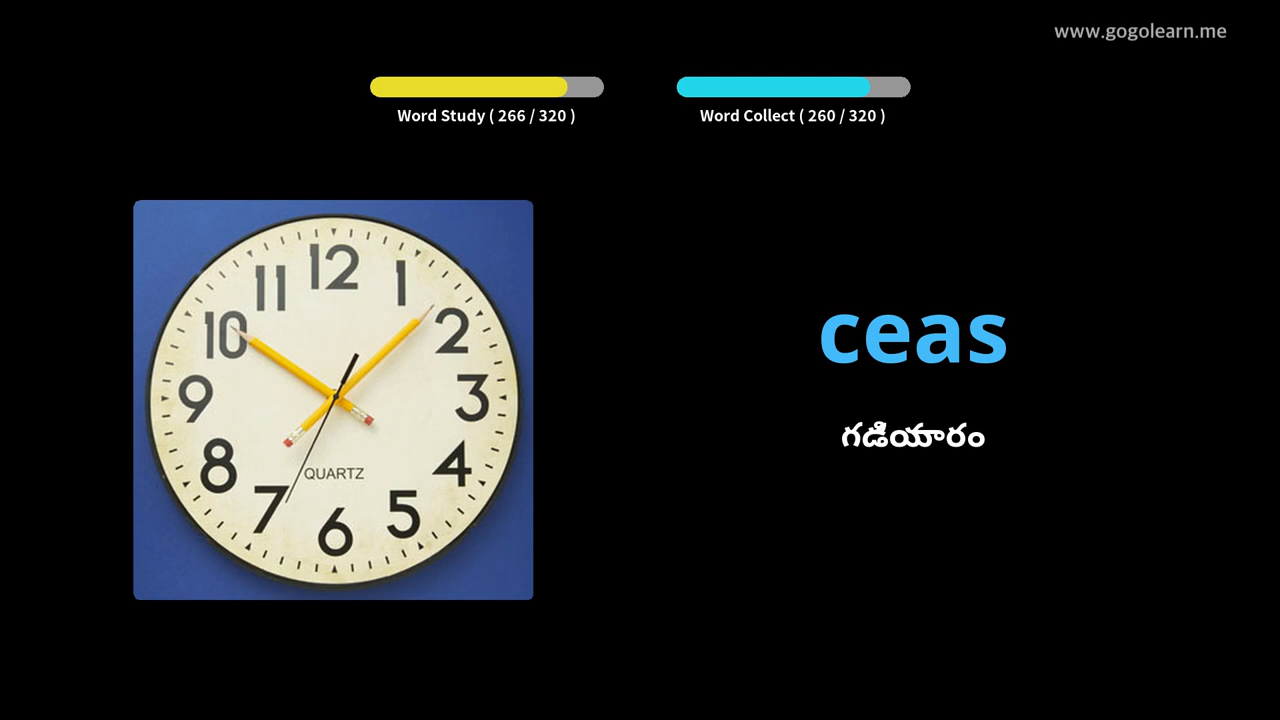 www.gogolearn.me
Word Study ( 266 / 320 )
Word Collect ( 260 / 320 )
12
11
1
10
2
9
3
8
4
7
5
6
QUARTZ
ceas
గడియారం